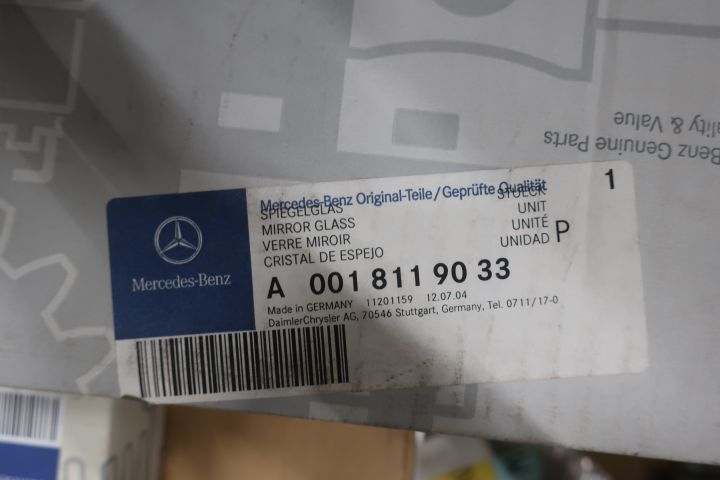 ality & Value
Benz Genuine Parts
Mercedes-Benz Original-Teile/Geprüfte Qualität
1
SPIEGELGLAS STUECK
MIRROR GLASS UNIT
VERRE MIROIR UNITÉ
CRISTAL DE ESPEJO UNIDAD P
Mercedes-Benz
A 001 811 90 33
Made in GERMANY 11201159 12.07.04
DaimlerChrysler AG, 70546 Stuttgart, Germany, Tel. 0711/17-0